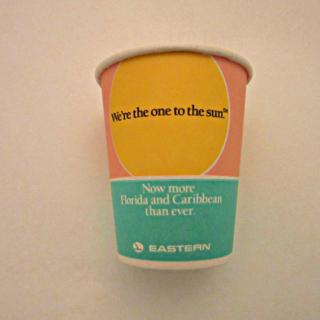 We're the one to the sun.™
Now more
Florida and Caribbean
than ever.
EASTERN